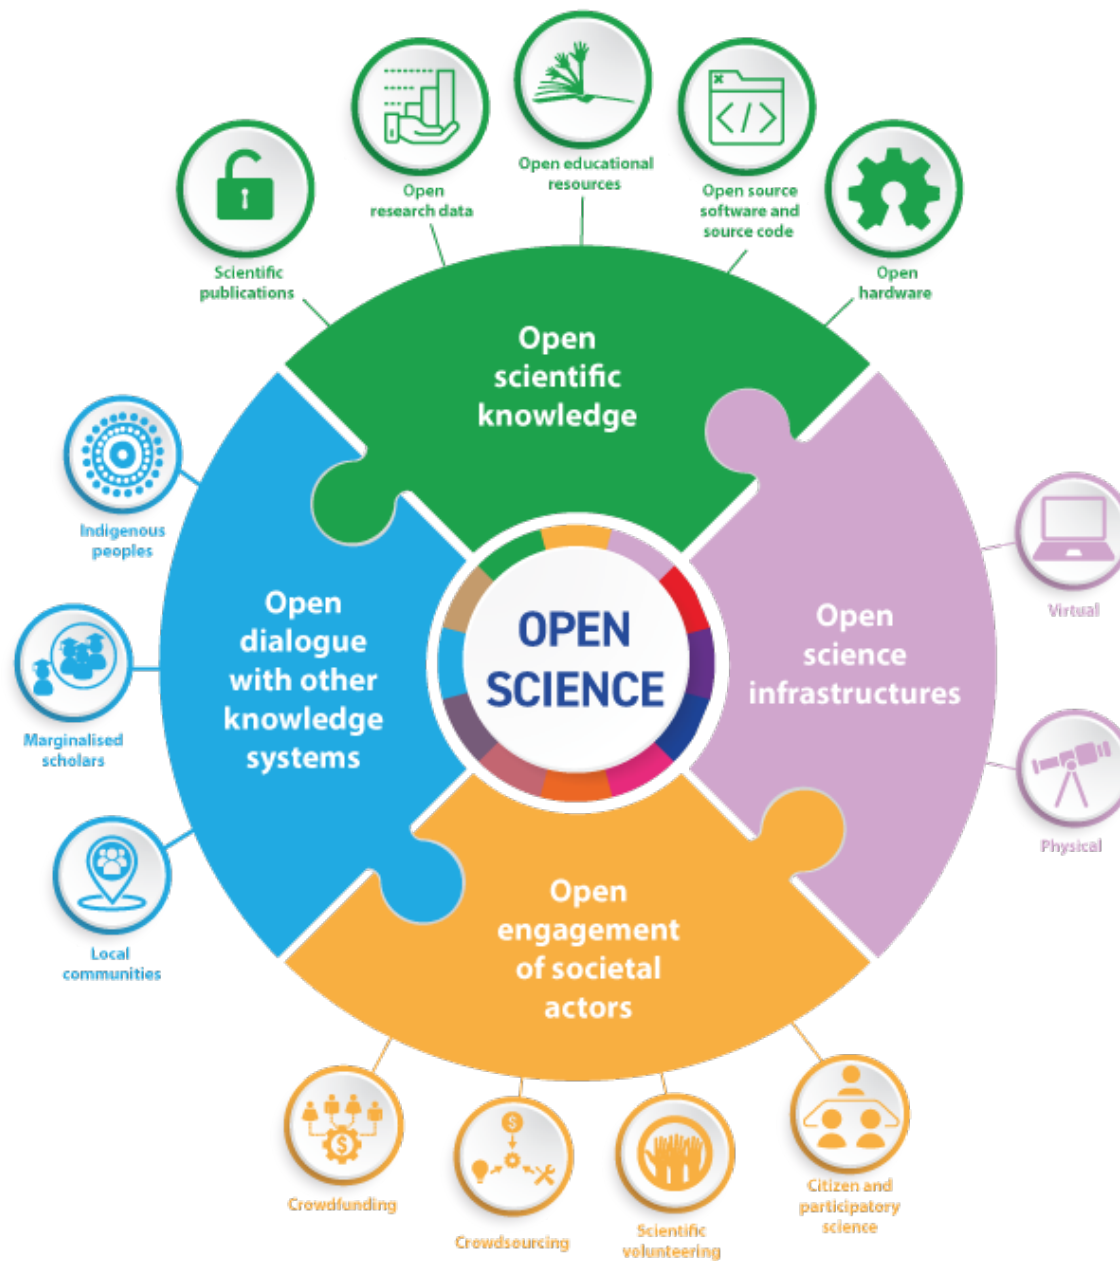 Open educational
resources
Open
research data
Open source
software and
source code
Scientific
publications
Open
hardware
Open
scientific
knowledge
Indigenous
peoples
Virtual
Open
dialogue
with other
knowledge
systems
OPEN
SCIENCE
Open
science
infrastructures
Marginalised
scholars
Physical
Local
communities
Open
engagement
of societal
actors
Crowdfunding
Crowdsourcing
Scientific
volunteering
Citizen and
participatory
science